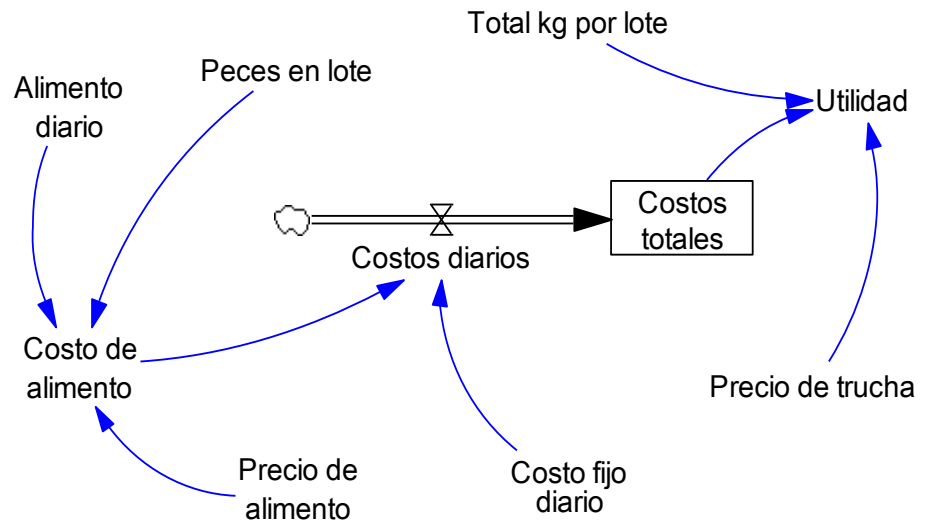 Total kg por lote
Peces en lote
Alimento
diario
Utilidad
Costos
totales
Costos diarios
Costo de
alimento
Precio de trucha
Precio de
alimento
Costo fijo
diario